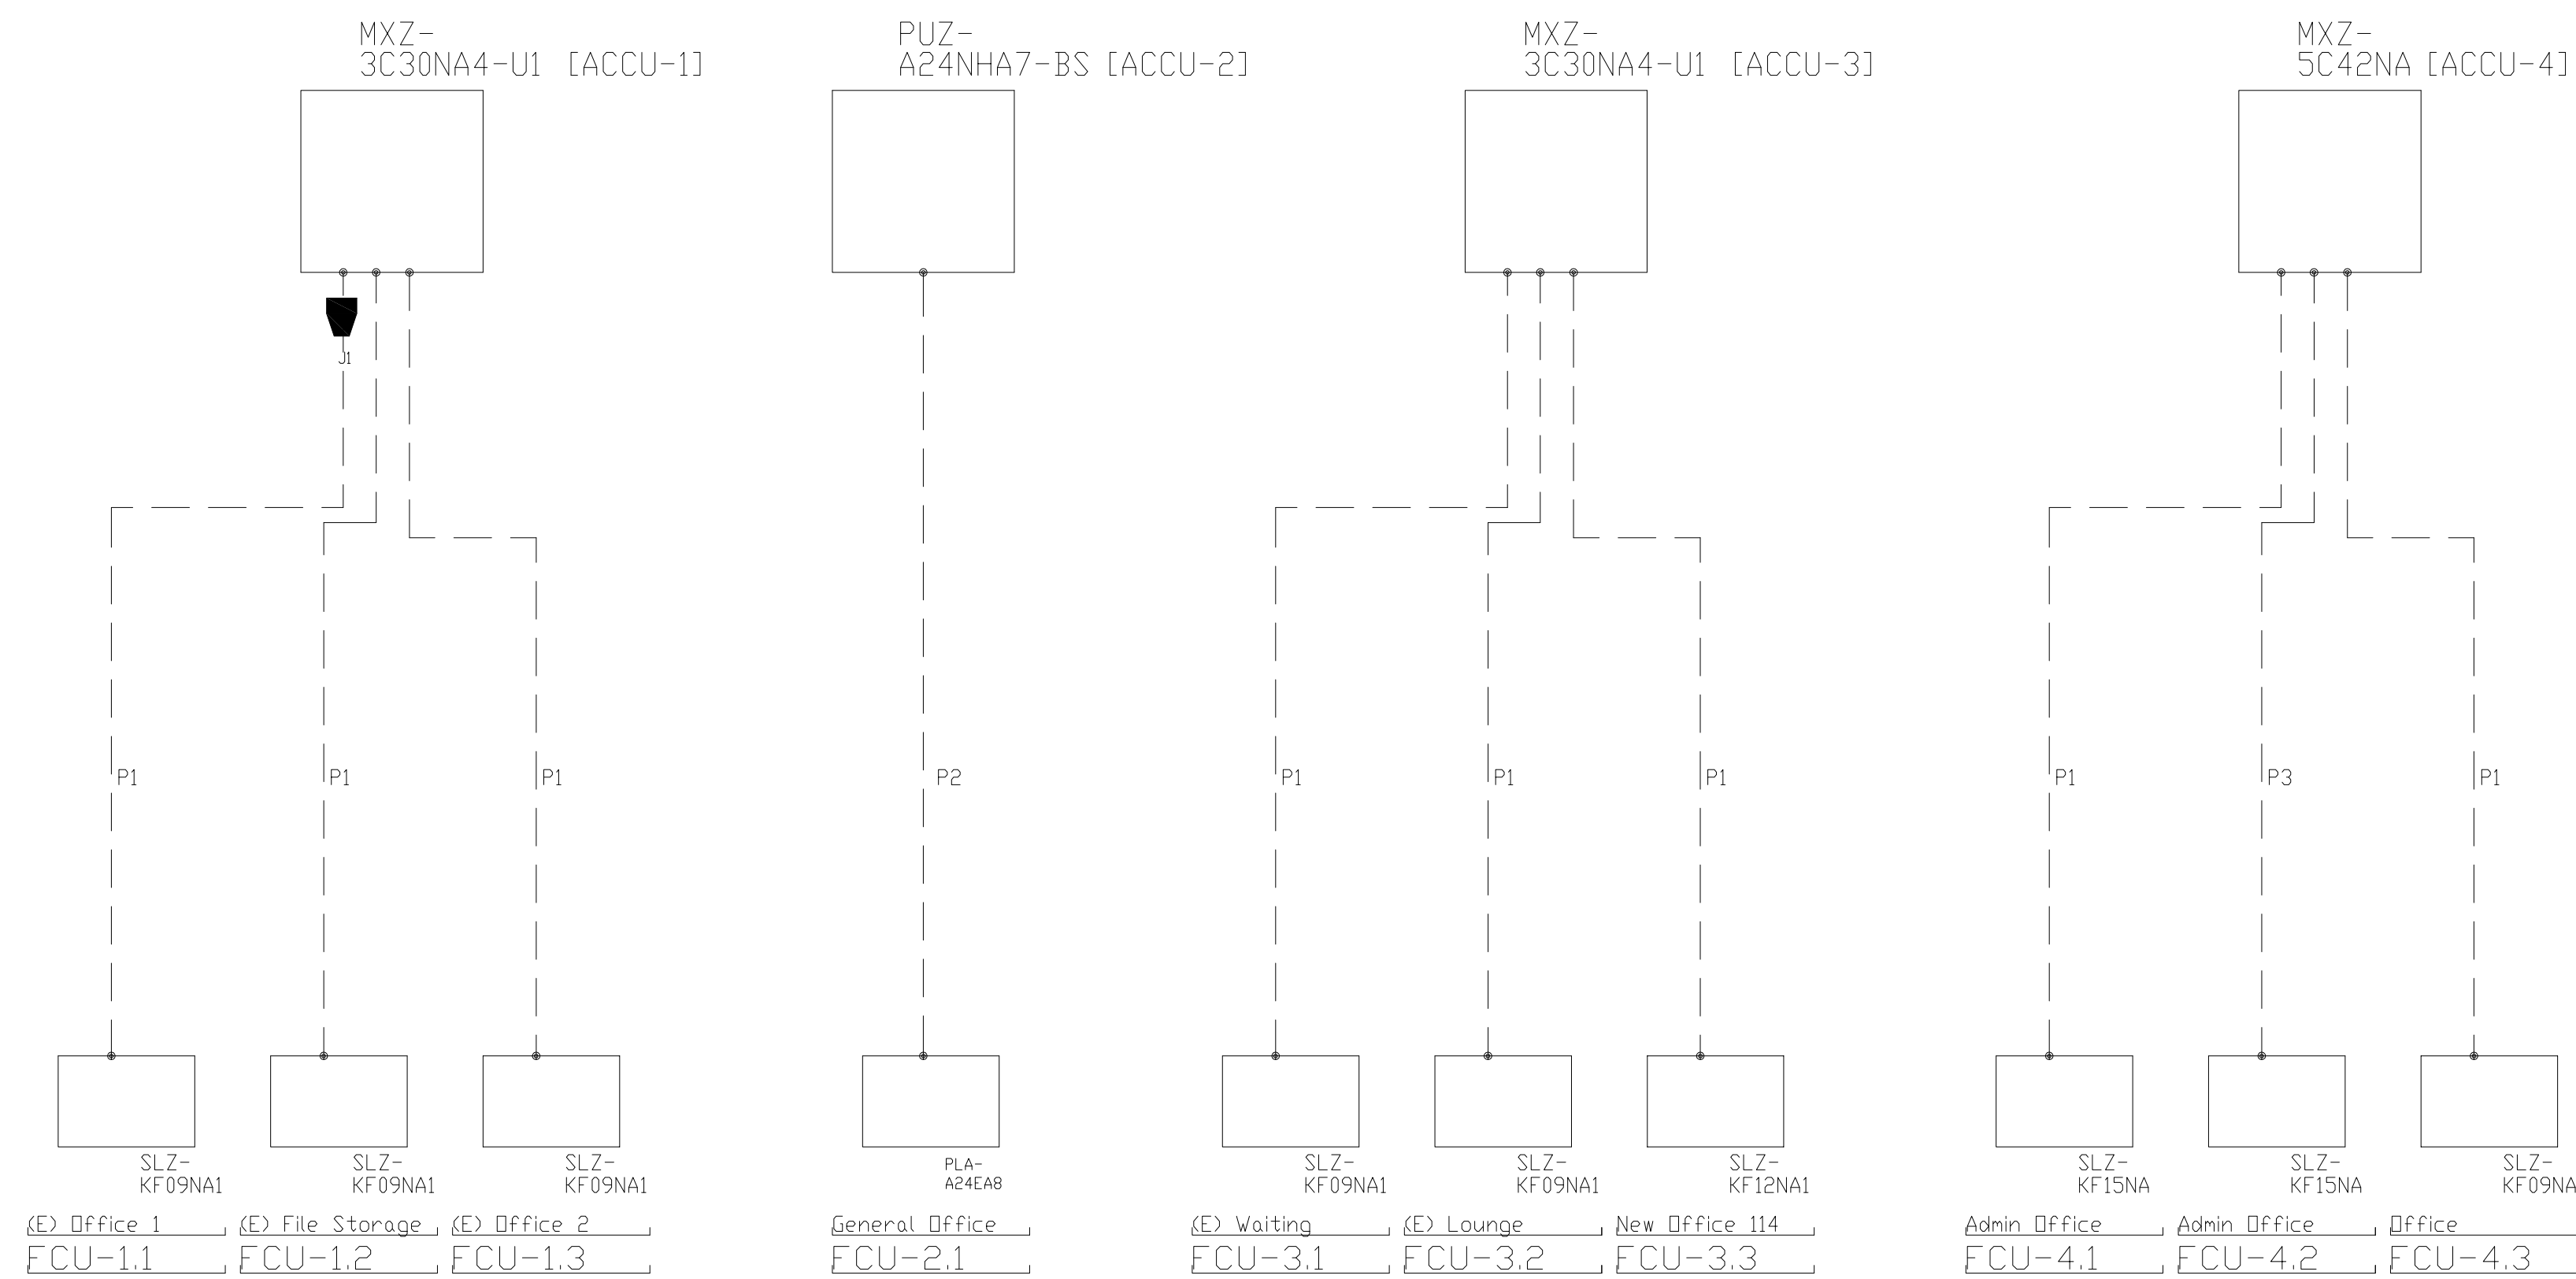 MXZ-
3C30NA4-U1 [ACCU-1]
PUZ-
A24NHA7-BS [ACCU-2]
MXZ-
3C30NA4-U1 [ACCU-3]
MXZ-
5C42NA [ACCU-4]
J1
P1
P1
P1
P2
P1
P1
P1
P1
P3
P1
SLZ-
KF09NA1
SLZ-
KF09NA1
SLZ-
KF09NA1
PLA-
A24EA8
SLZ-
KF09NA1
SLZ-
KF09NA1
SLZ-
KF12NA1
SLZ-
KF15NA
SLZ-
KF15NA
SLZ-
KF09NA
(E) Office 1
FCU-1.1
(E) File Storage
FCU-1.2
(E) Office 2
FCU-1.3
General Office
FCU-2.1
(E) Waiting
FCU-3.1
(E) Lounge
FCU-3.2
New Office 114
FCU-3.3
Admin Office
FCU-4.1
Admin Office
FCU-4.2
Office
FCU-4.3